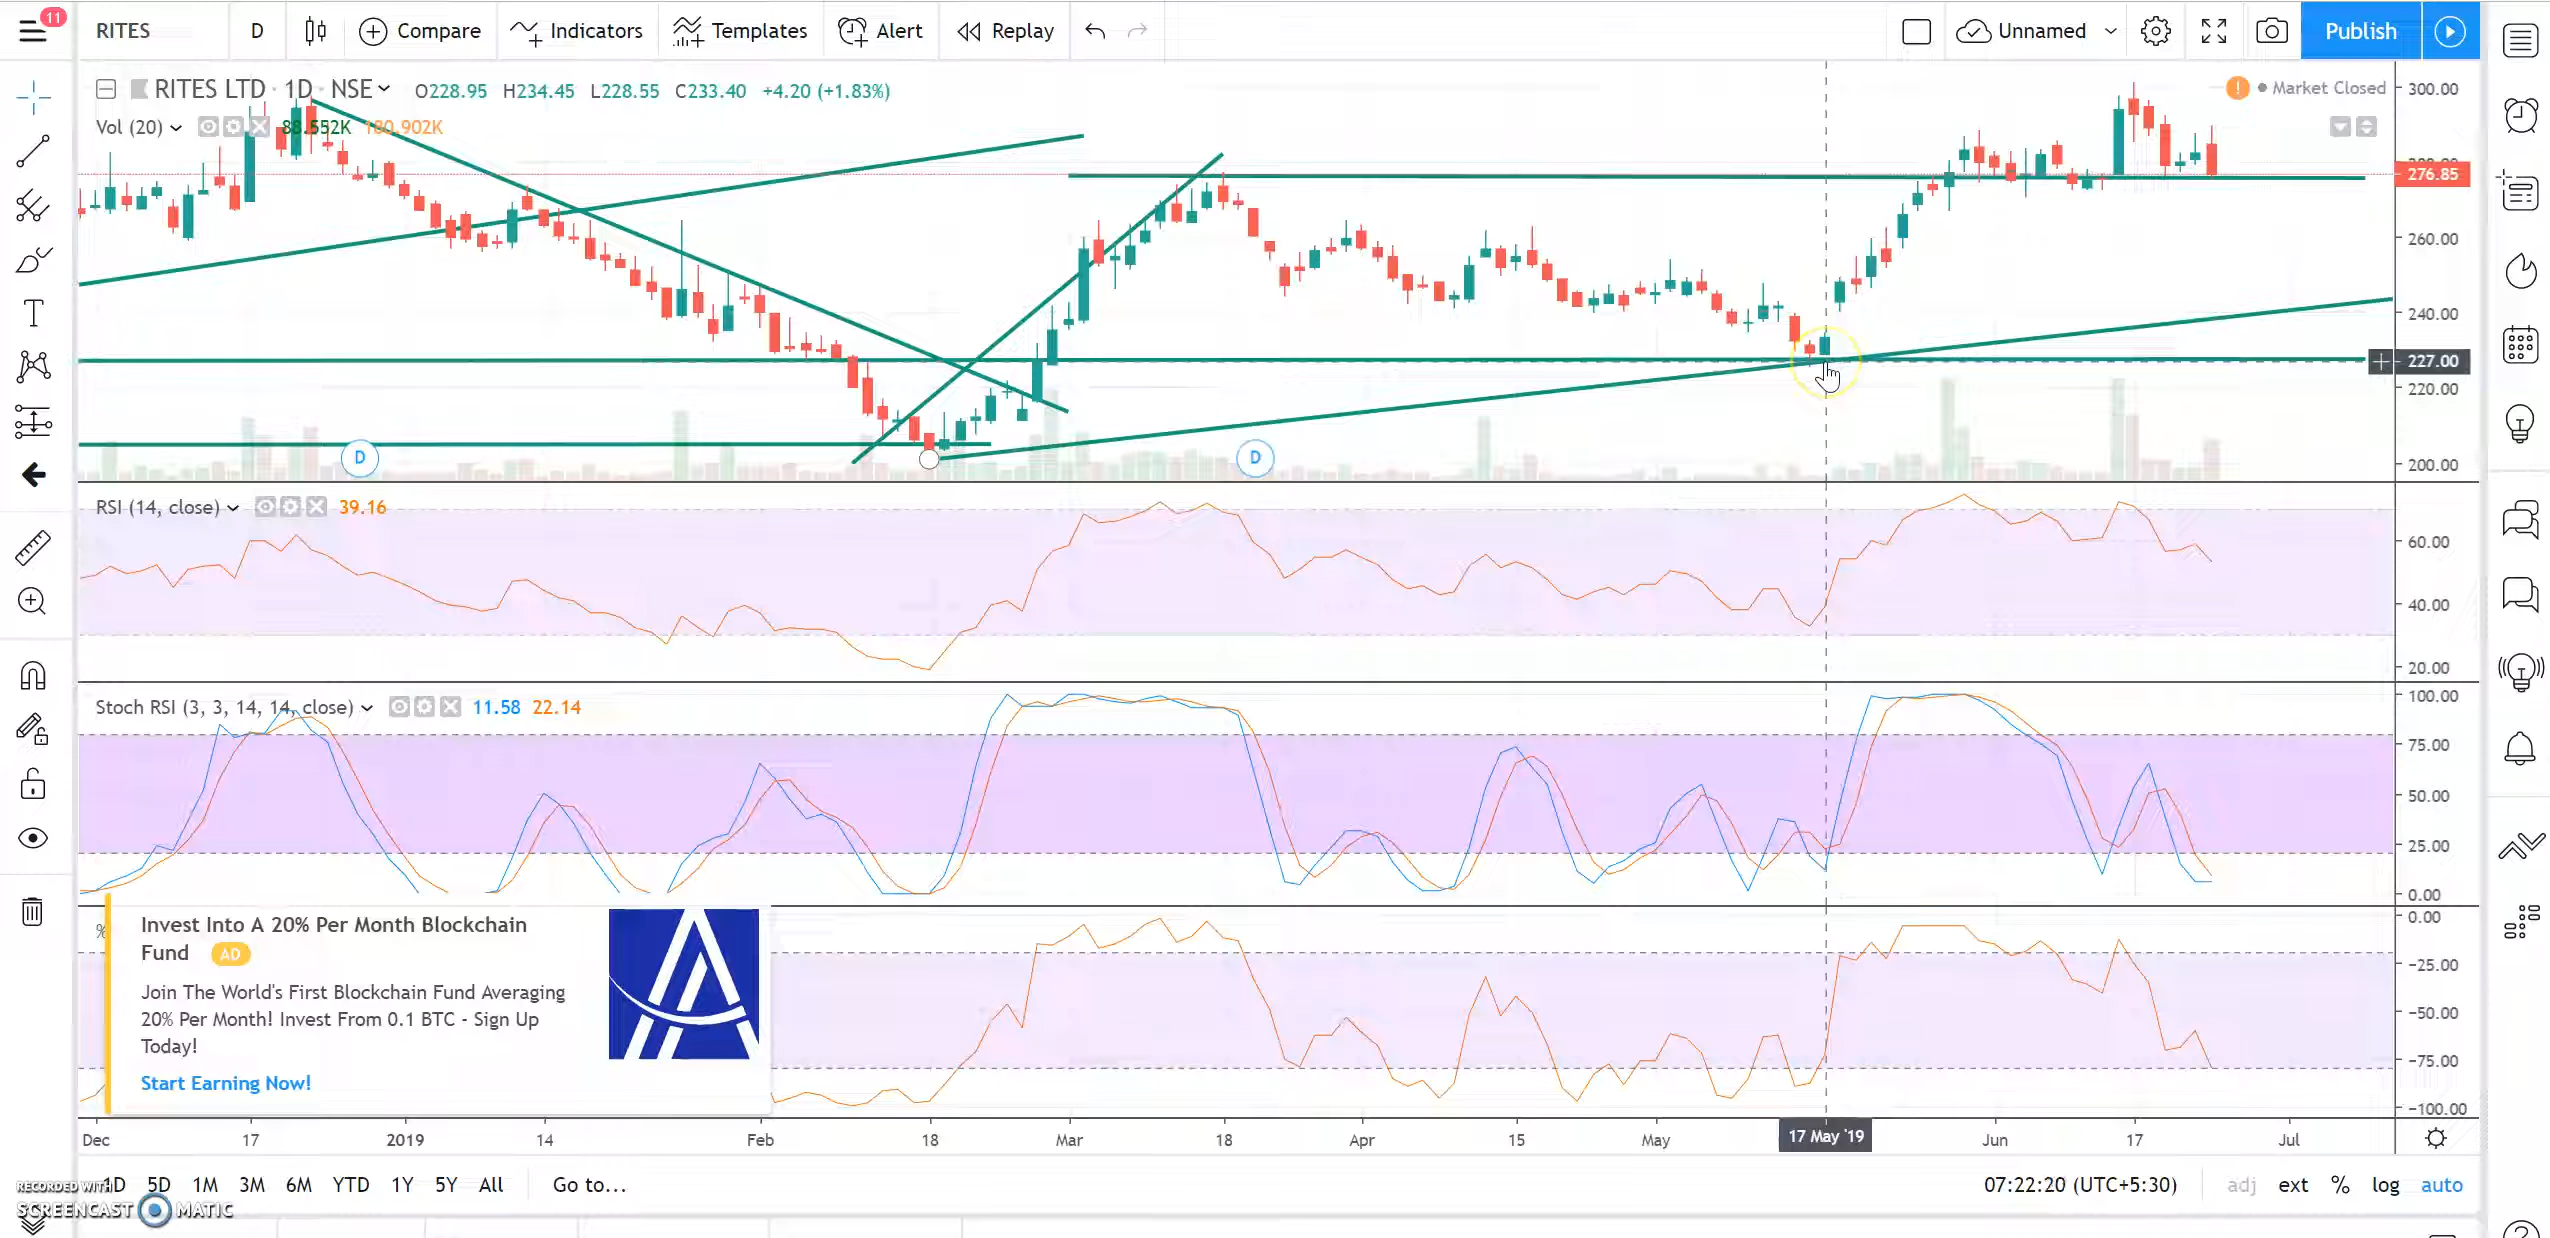 11
RITES D Compare Indicators Templates Alert Replay Unnamed Publish
RITES LTD · 1D · NSE O228.95 H234.45 L228.55 C233.40 +4.20 (+1.83%)
Market Closed
Vol (20) 88.552K 180.902K
300.00
280.00
276.85
260.00
240.00
227.00
220.00
200.00
D D
RSI (14, close) 39.16
60.00
40.00
20.00
Stoch RSI (3, 3, 14, 14, close) 11.58 22.14
100.00
75.00
50.00
25.00
0.00
%
0.00
-25.00
-50.00
-75.00
-100.00
Invest Into A 20% Per Month Blockchain
Fund AD
Join The World's First Blockchain Fund Averaging
20% Per Month! Invest From 0.1 BTC - Sign Up
Today!
Start Earning Now!
Dec 17 2019 14 Feb 18 Mar 18 Apr 15 May 17 May '19 Jun 17 Jul
1D 5D 1M 3M 6M YTD 1Y 5Y All Go to... 07:22:20 (UTC+5:30) adj ext % log auto
RECORDED WITH
SCREENCAST MATIC